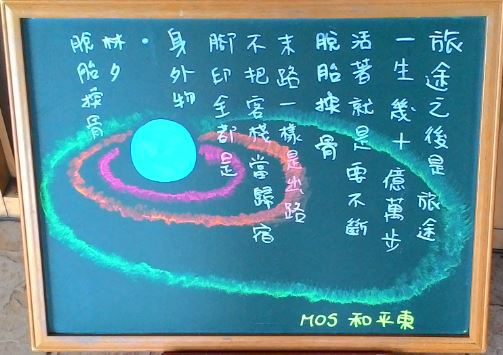 旅途之後是旅途
一生幾十億萬步
活著就是要不斷
脫胎換骨
末路一樣是出路
不把客棧當歸宿
腳印全都是
身外物
·林夕
脫胎換骨
MOS 和平東